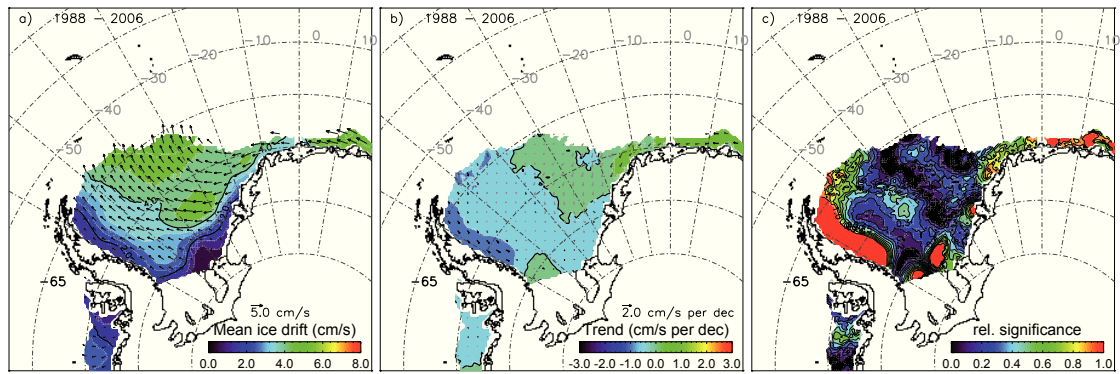 a) 1988 – 2006
0
10
–10
–20
–30
–40
–50
–65
5.0 cm/s
Mean ice drift (cm/s)
0.0 2.0 4.0 6.0 8.0
b) 1988 – 2006
0
10
–10
–20
–30
–40
–50
–65
2.0 cm/s per dec
Trend (cm/s per dec)
-3.0 -2.0 -1.0 0.0 1.0 2.0 3.0
c) 1988 – 2006
0
10
–10
–20
–30
–40
–50
–65
rel. significance
0.0 0.2 0.4 0.6 0.8 1.0